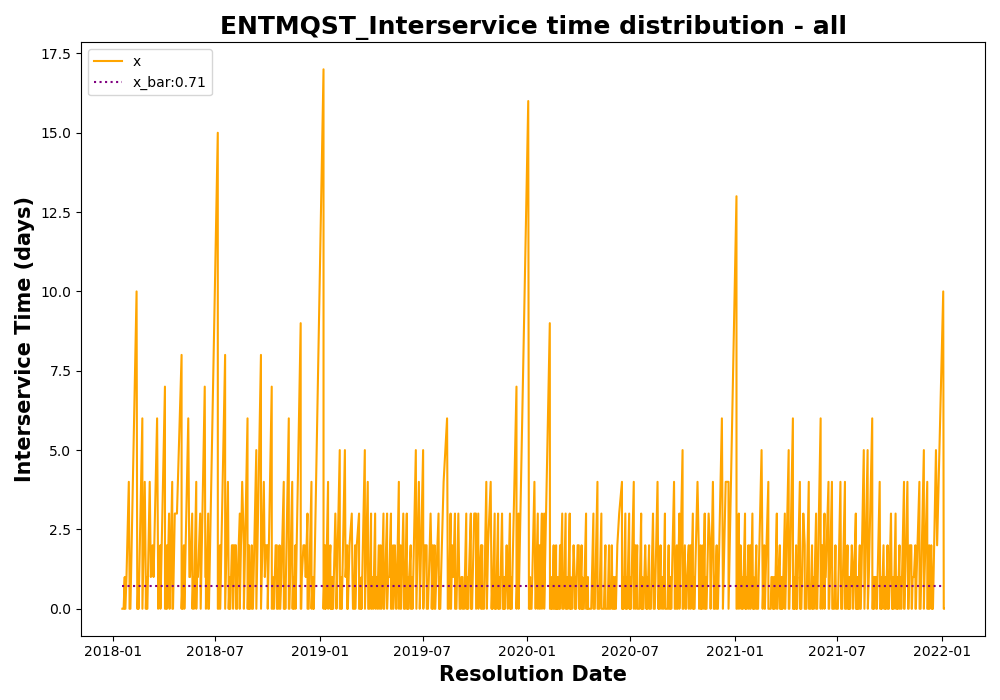 ENTMQST_Interservice time distribution - all
x
x_bar:0.71
Interservice Time (days)
17.5
15.0
12.5
10.0
7.5
5.0
2.5
0.0
2018-01 2018-07 2019-01 2019-07 2020-01 2020-07 2021-01 2021-07 2022-01
Resolution Date